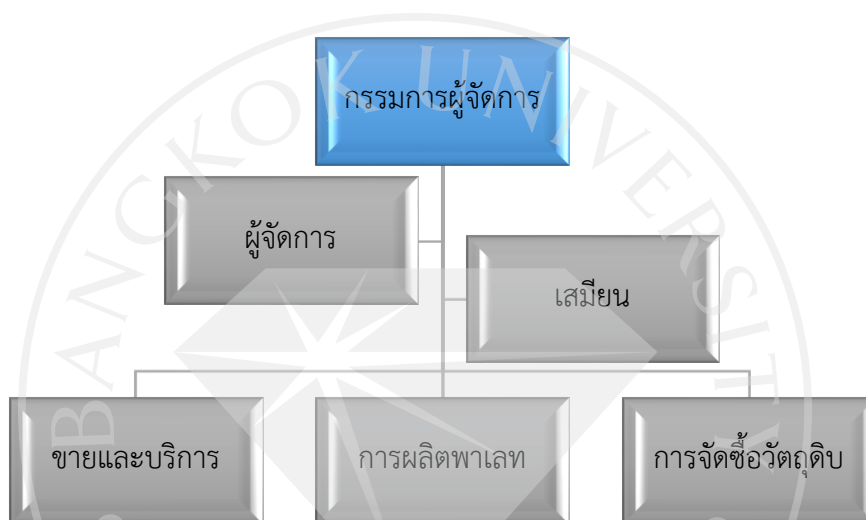 กรรมการผู้จัดการ
ผู้จัดการ
เสมียน
ขายและบริการ
การผลิตพาเลท
การจัดซื้อวัตถุดิบ
BANGKOK UNIVERSITY